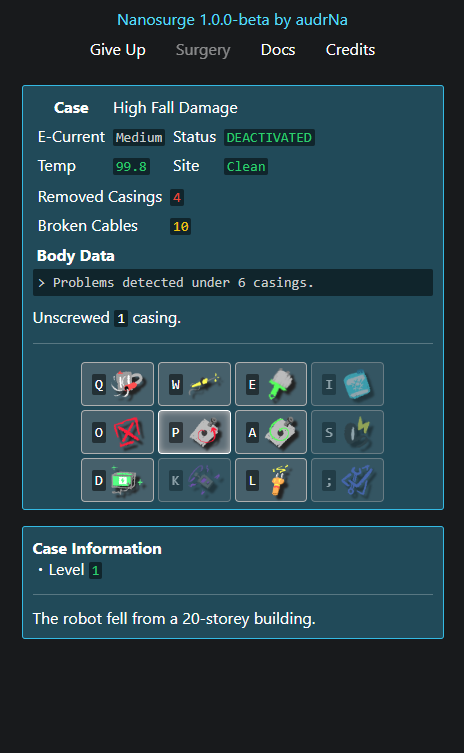 Nanosurge 1.0.0-beta by audrNa
Give Up Surgery Docs Credits
Case High Fall Damage
E-Current Medium Status DEACTIVATED
Temp 99.8 Site Clean
Removed Casings 4
Broken Cables 10
Body Data
> Problems detected under 6 casings.
Unscrewed 1 casing.
Q W E I
O P A S
D K L ;
Case Information
• Level 1
The robot fell from a 20-storey building.